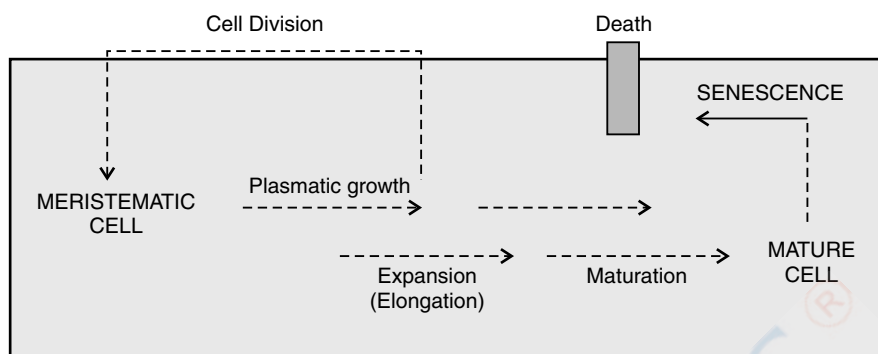 Cell Division
Death
SENESCENCE
Plasmatic growth
MERISTEMATIC
CELL
Expansion
(Elongation)
Maturation
MATURE
CELL
®